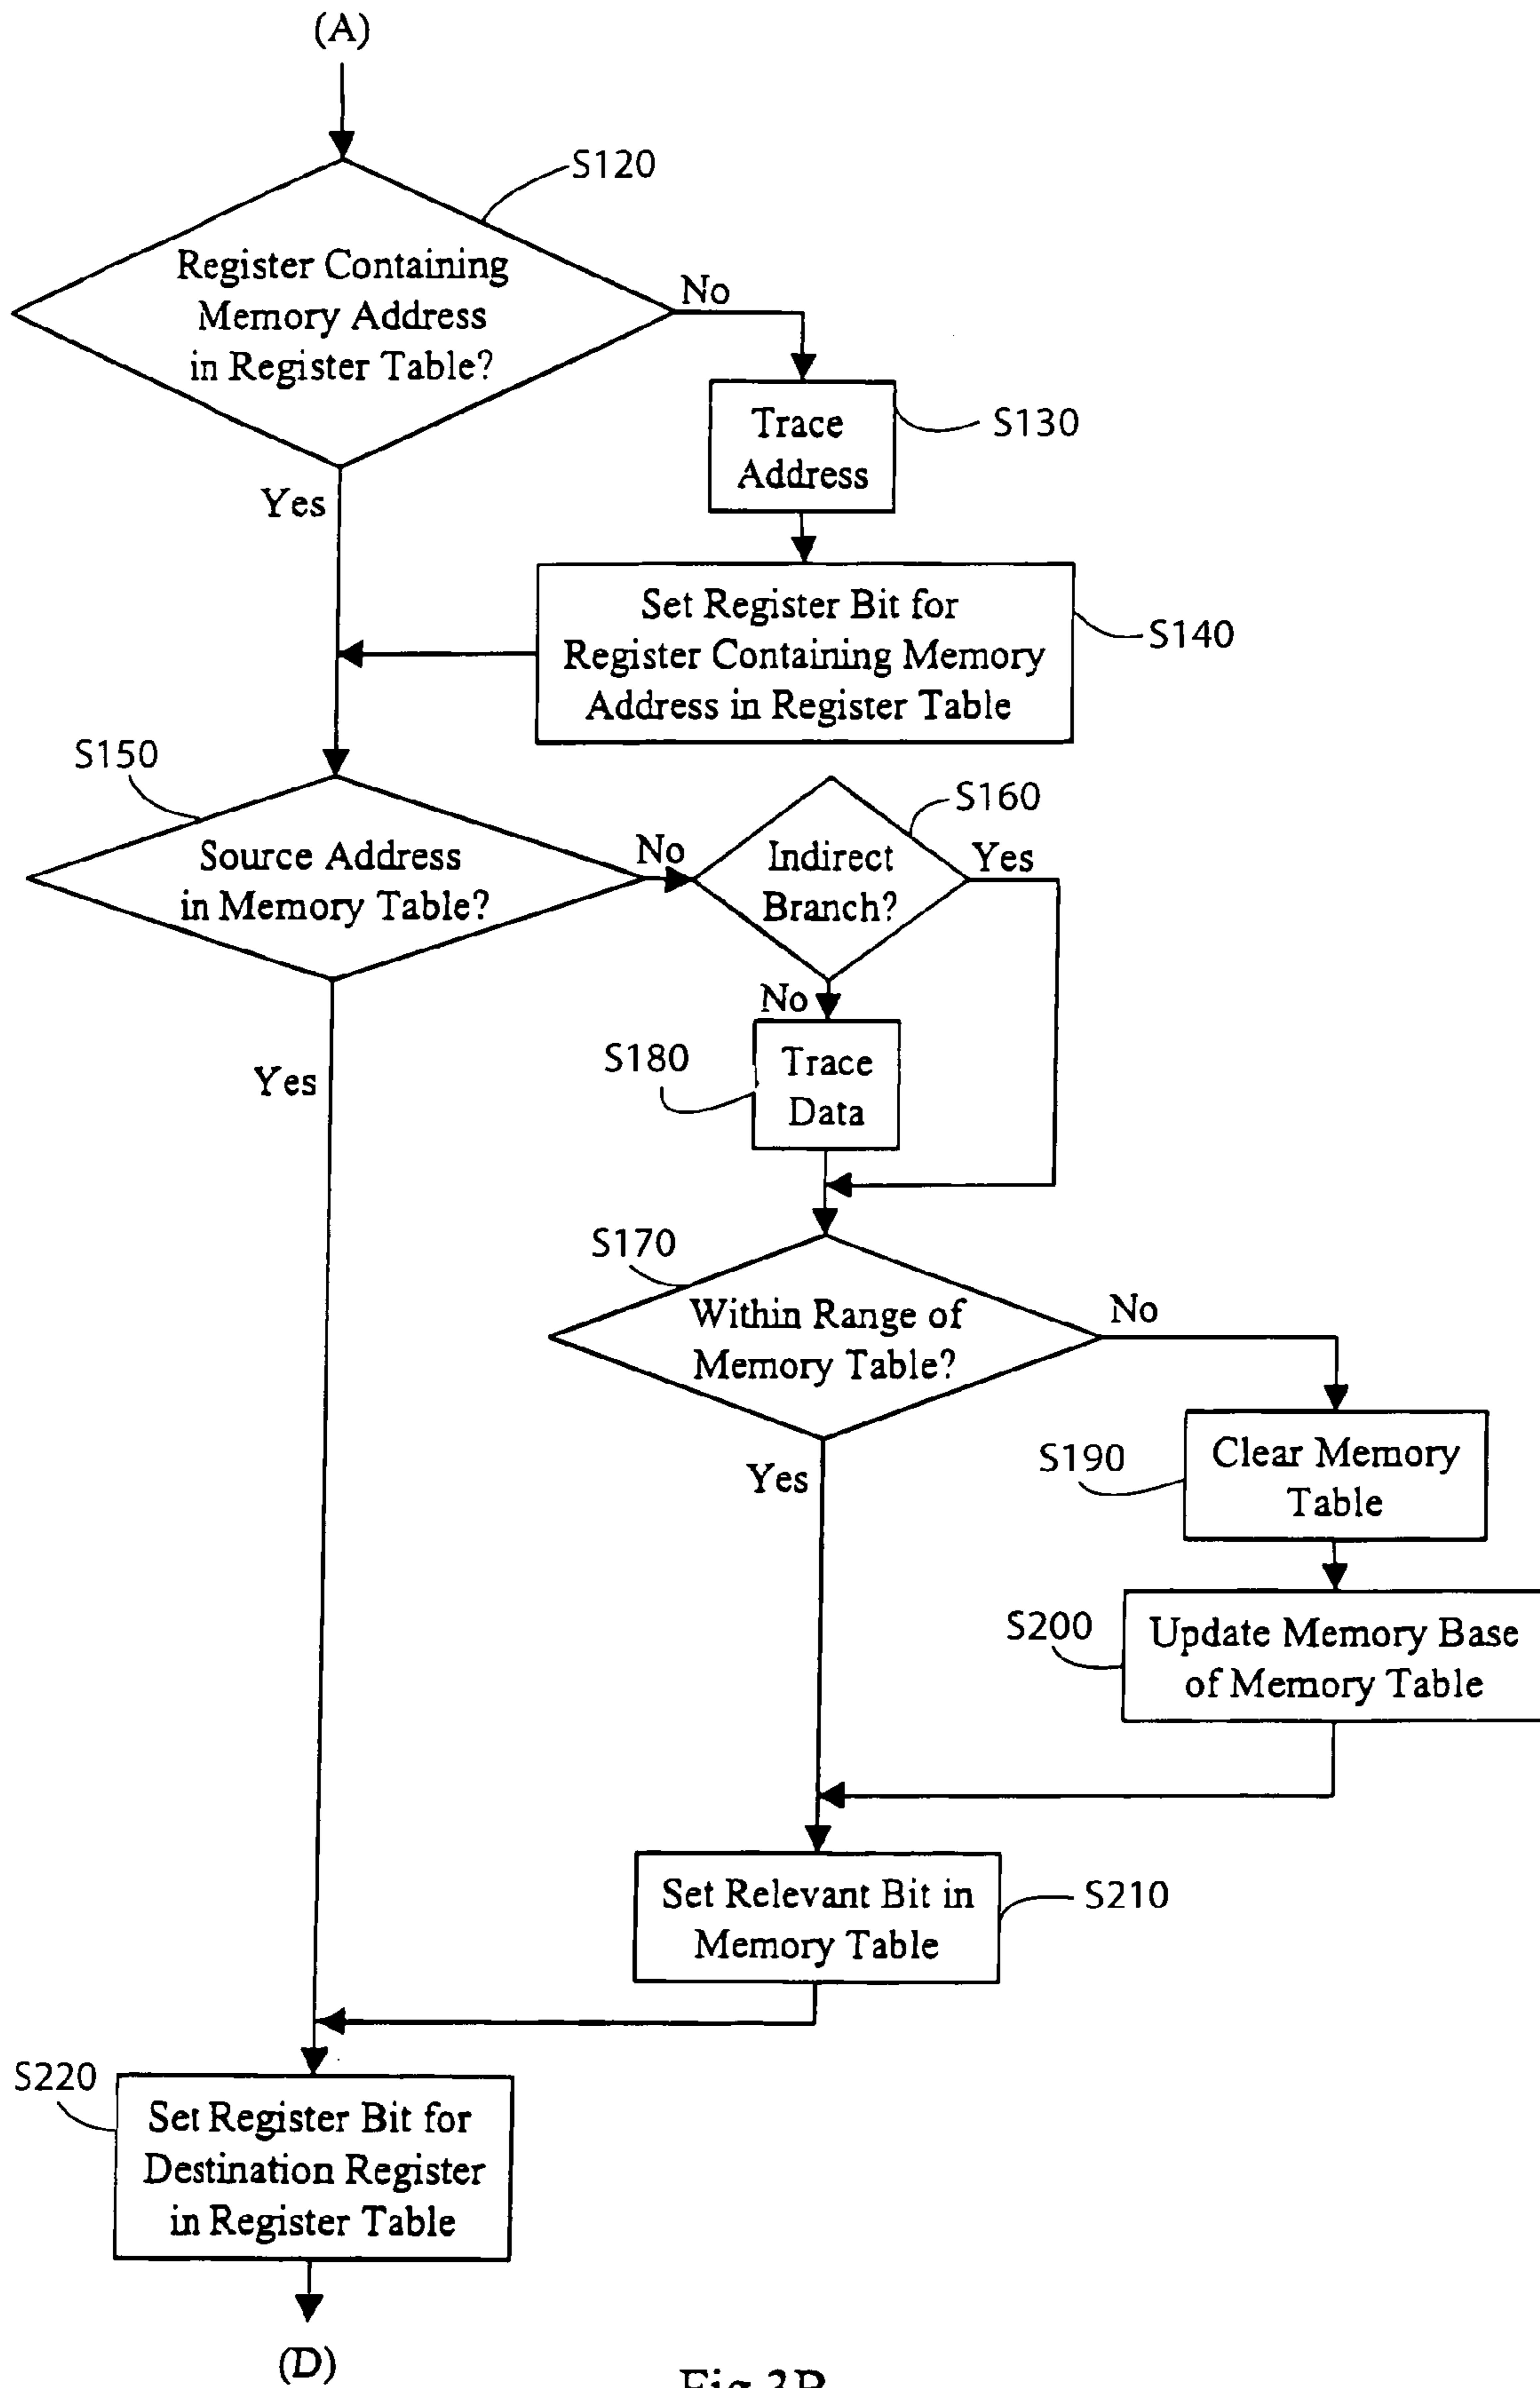 (A)
S120
Register Containing
Memory Address
in Register Table?
No
Trace
Address
S130
Yes
Set Register Bit for
Register Containing Memory
Address in Register Table
S140
S150
Source Address
in Memory Table?
No
S160
Indirect
Branch?
Yes
No
S180
Trace
Data
Yes
S170
Within Range of
Memory Table?
No
Yes
S190
Clear Memory
Table
S200
Update Memory Base
of Memory Table
Set Relevant Bit in
Memory Table
S210
S220
Set Register Bit for
Destination Register
in Register Table
(D)
Fig 3B